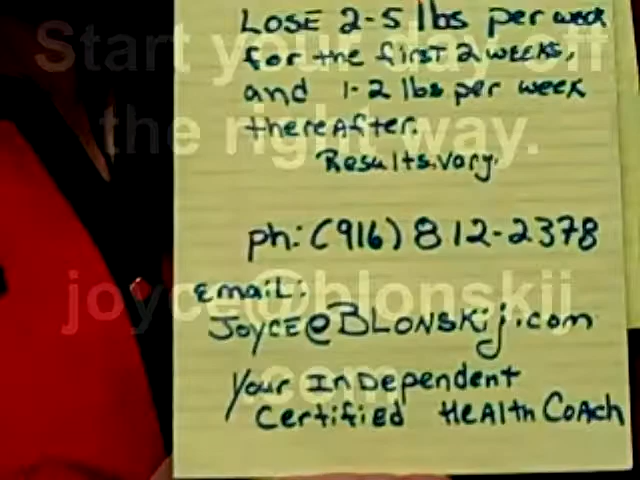 LOSE 2-5 lbs per week
for the first 2 weeks,
and 1-2 lbs per week
thereafter.
Results vary.
ph: (916) 812-2378
email:
JOYCE@BLONSKij.com
Your InDependent
Certified Health Coach
Start your day off
the right way.
joyce@blonskij
.com